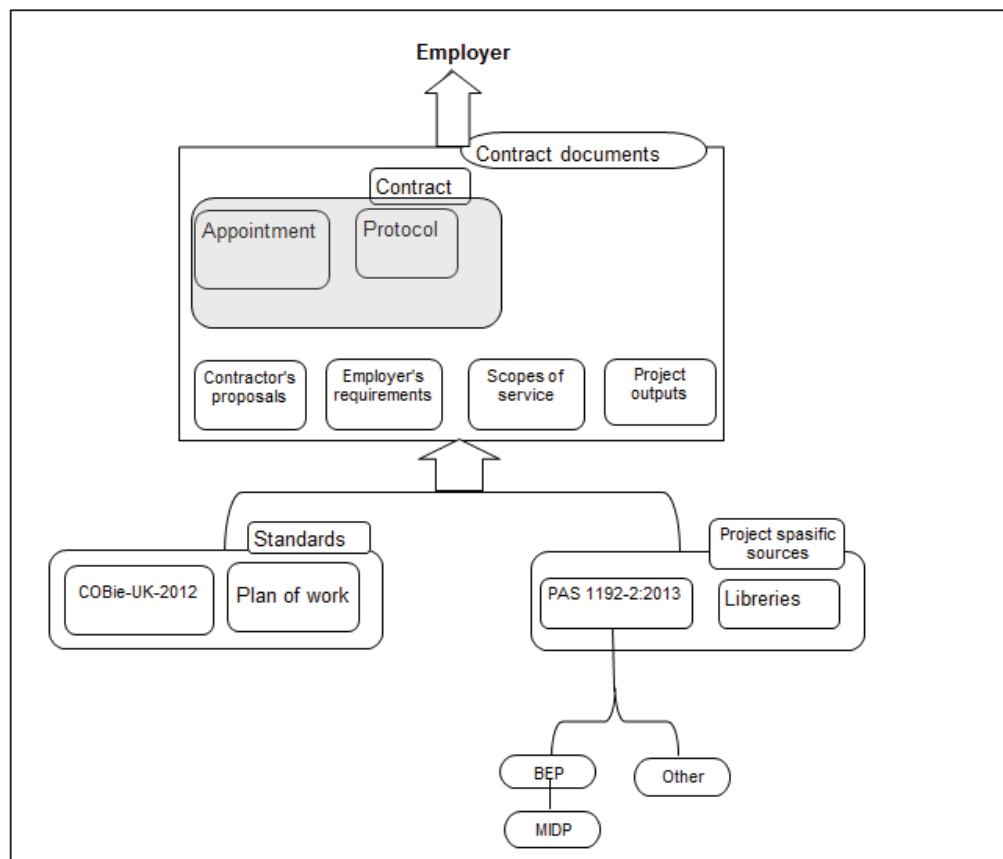 Employer
Contract documents
Contract
Appointment
Protocol
Contractor's
proposals
Employer's
requirements
Scopes of
service
Project
outputs
Standards
COBie-UK-2012
Plan of work
Project spasific
sources
PAS 1192-2:2013
Libreries
BEP
Other
MIDP